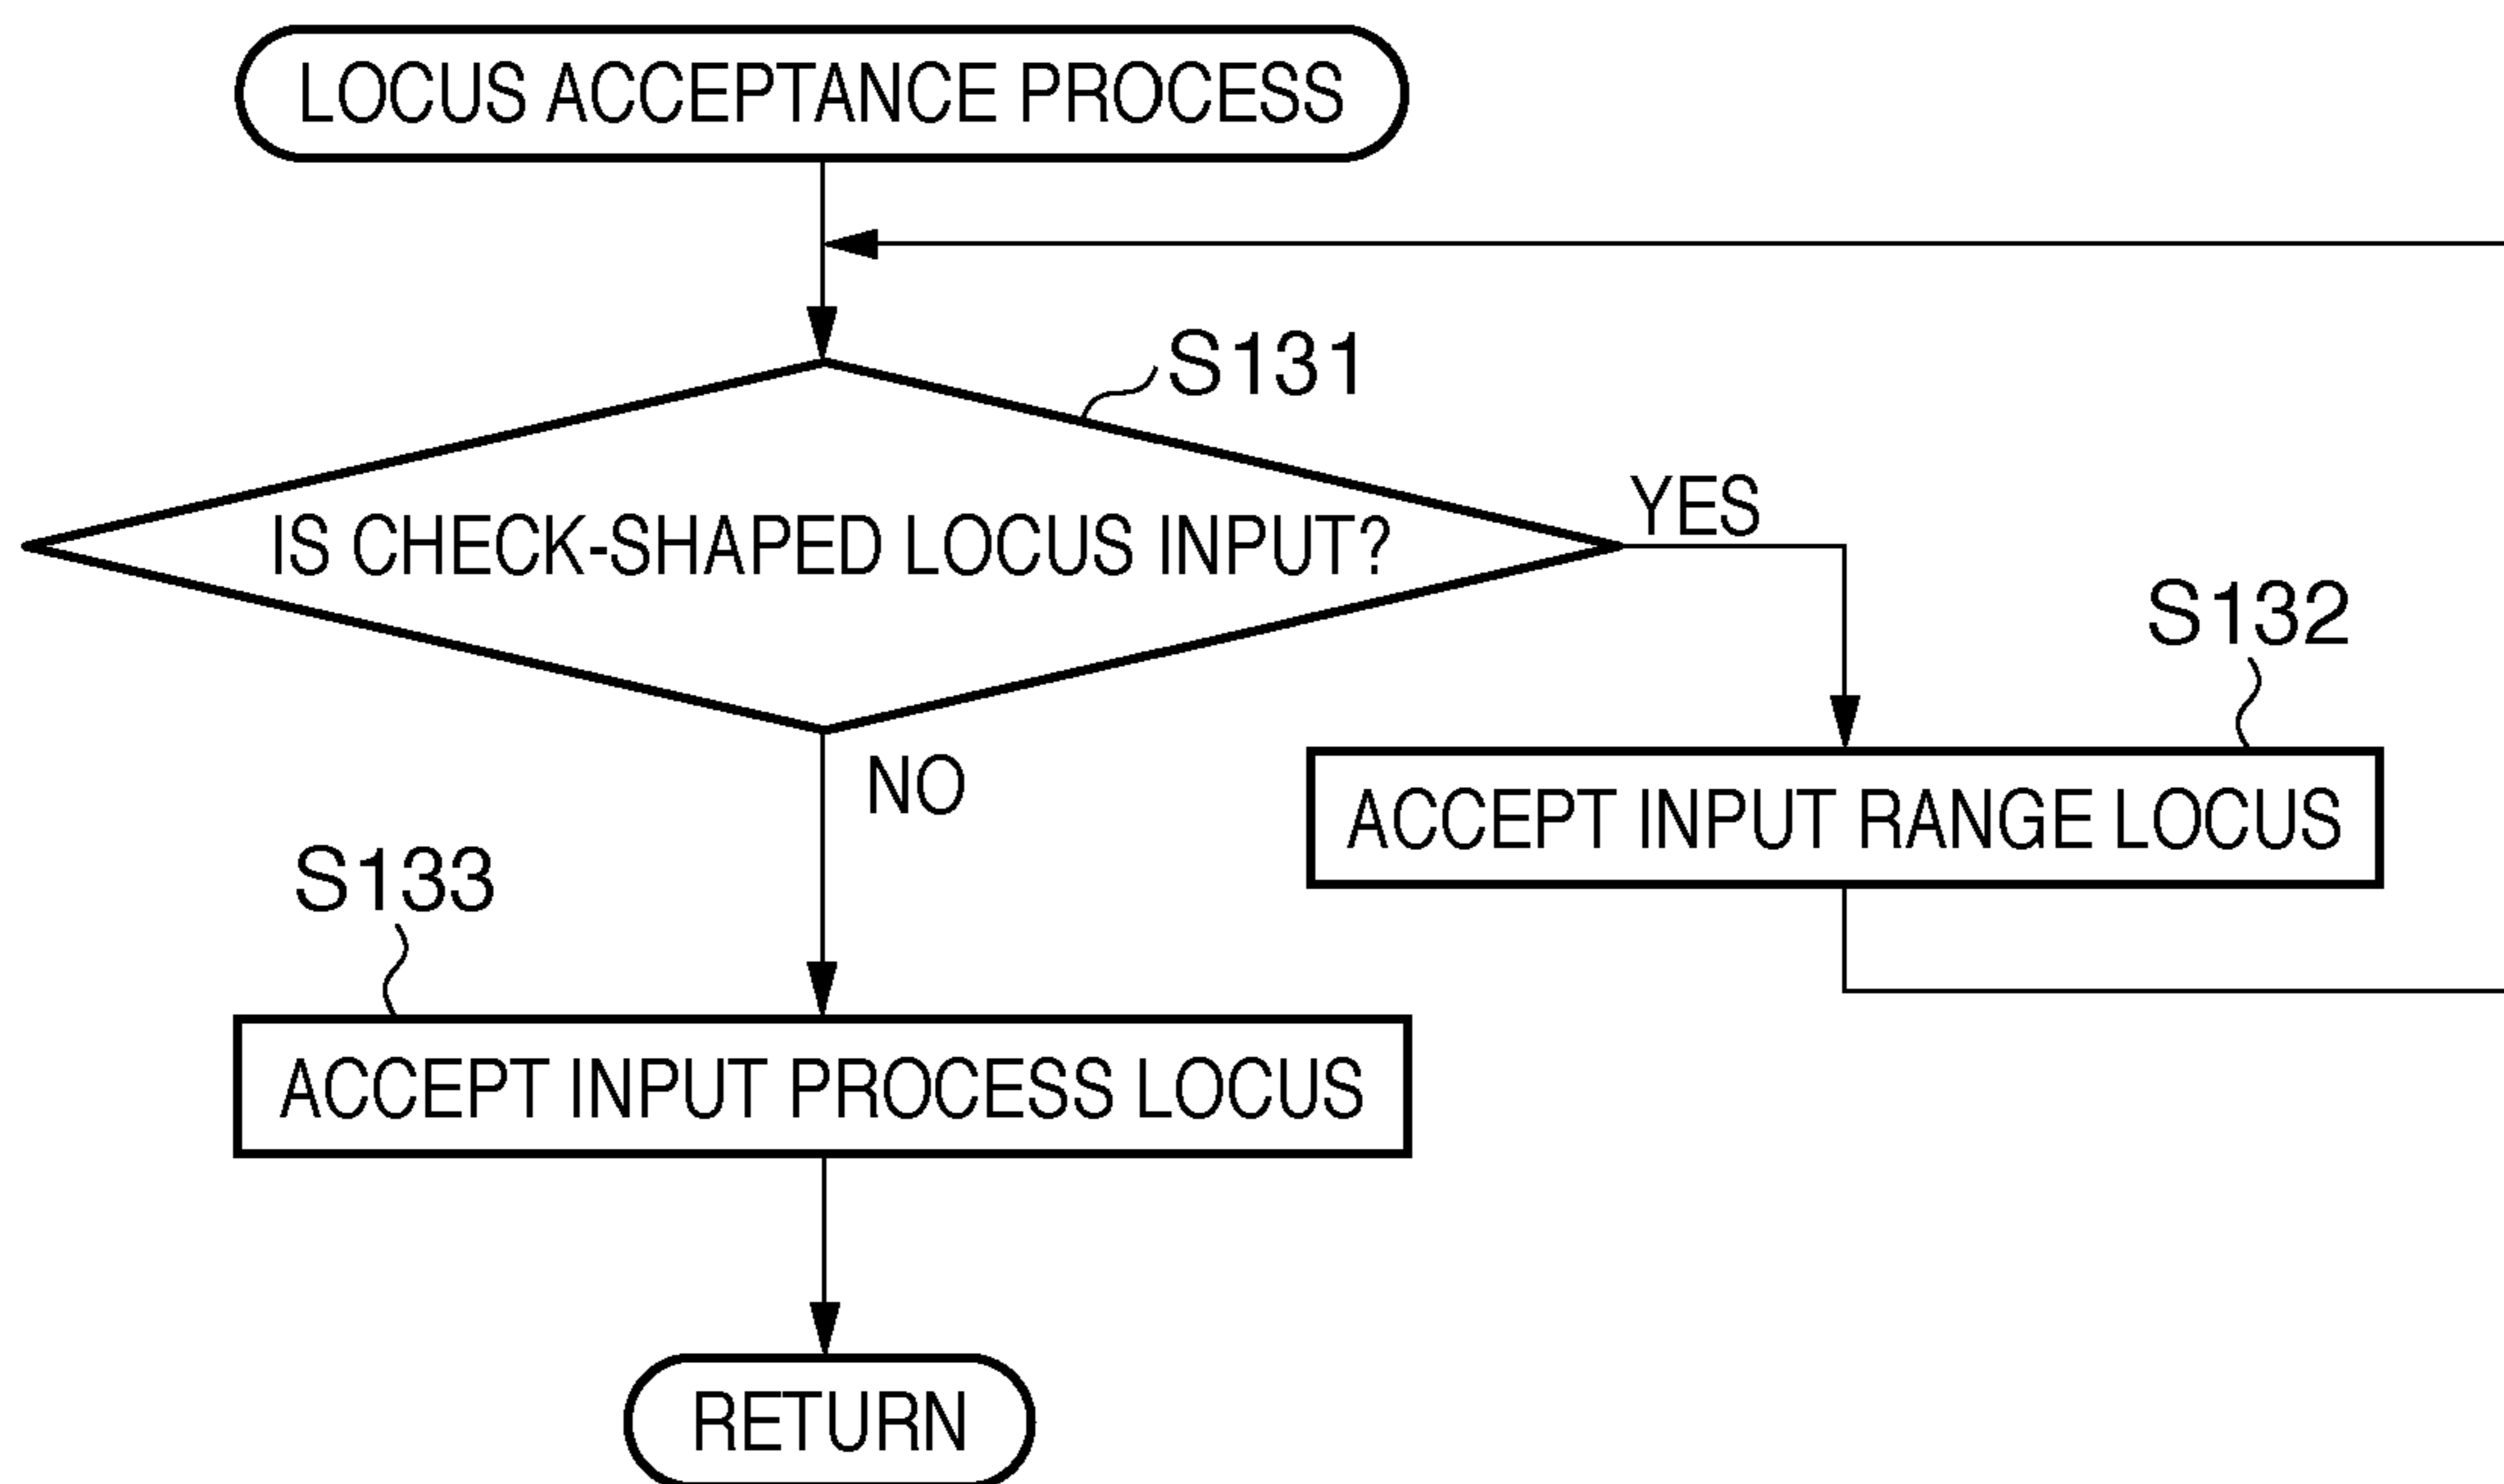 LOCUS ACCEPTANCE PROCESS
S131
IS CHECK-SHAPED LOCUS INPUT?
YES
S132
NO
ACCEPT INPUT RANGE LOCUS
S133
ACCEPT INPUT PROCESS LOCUS
RETURN